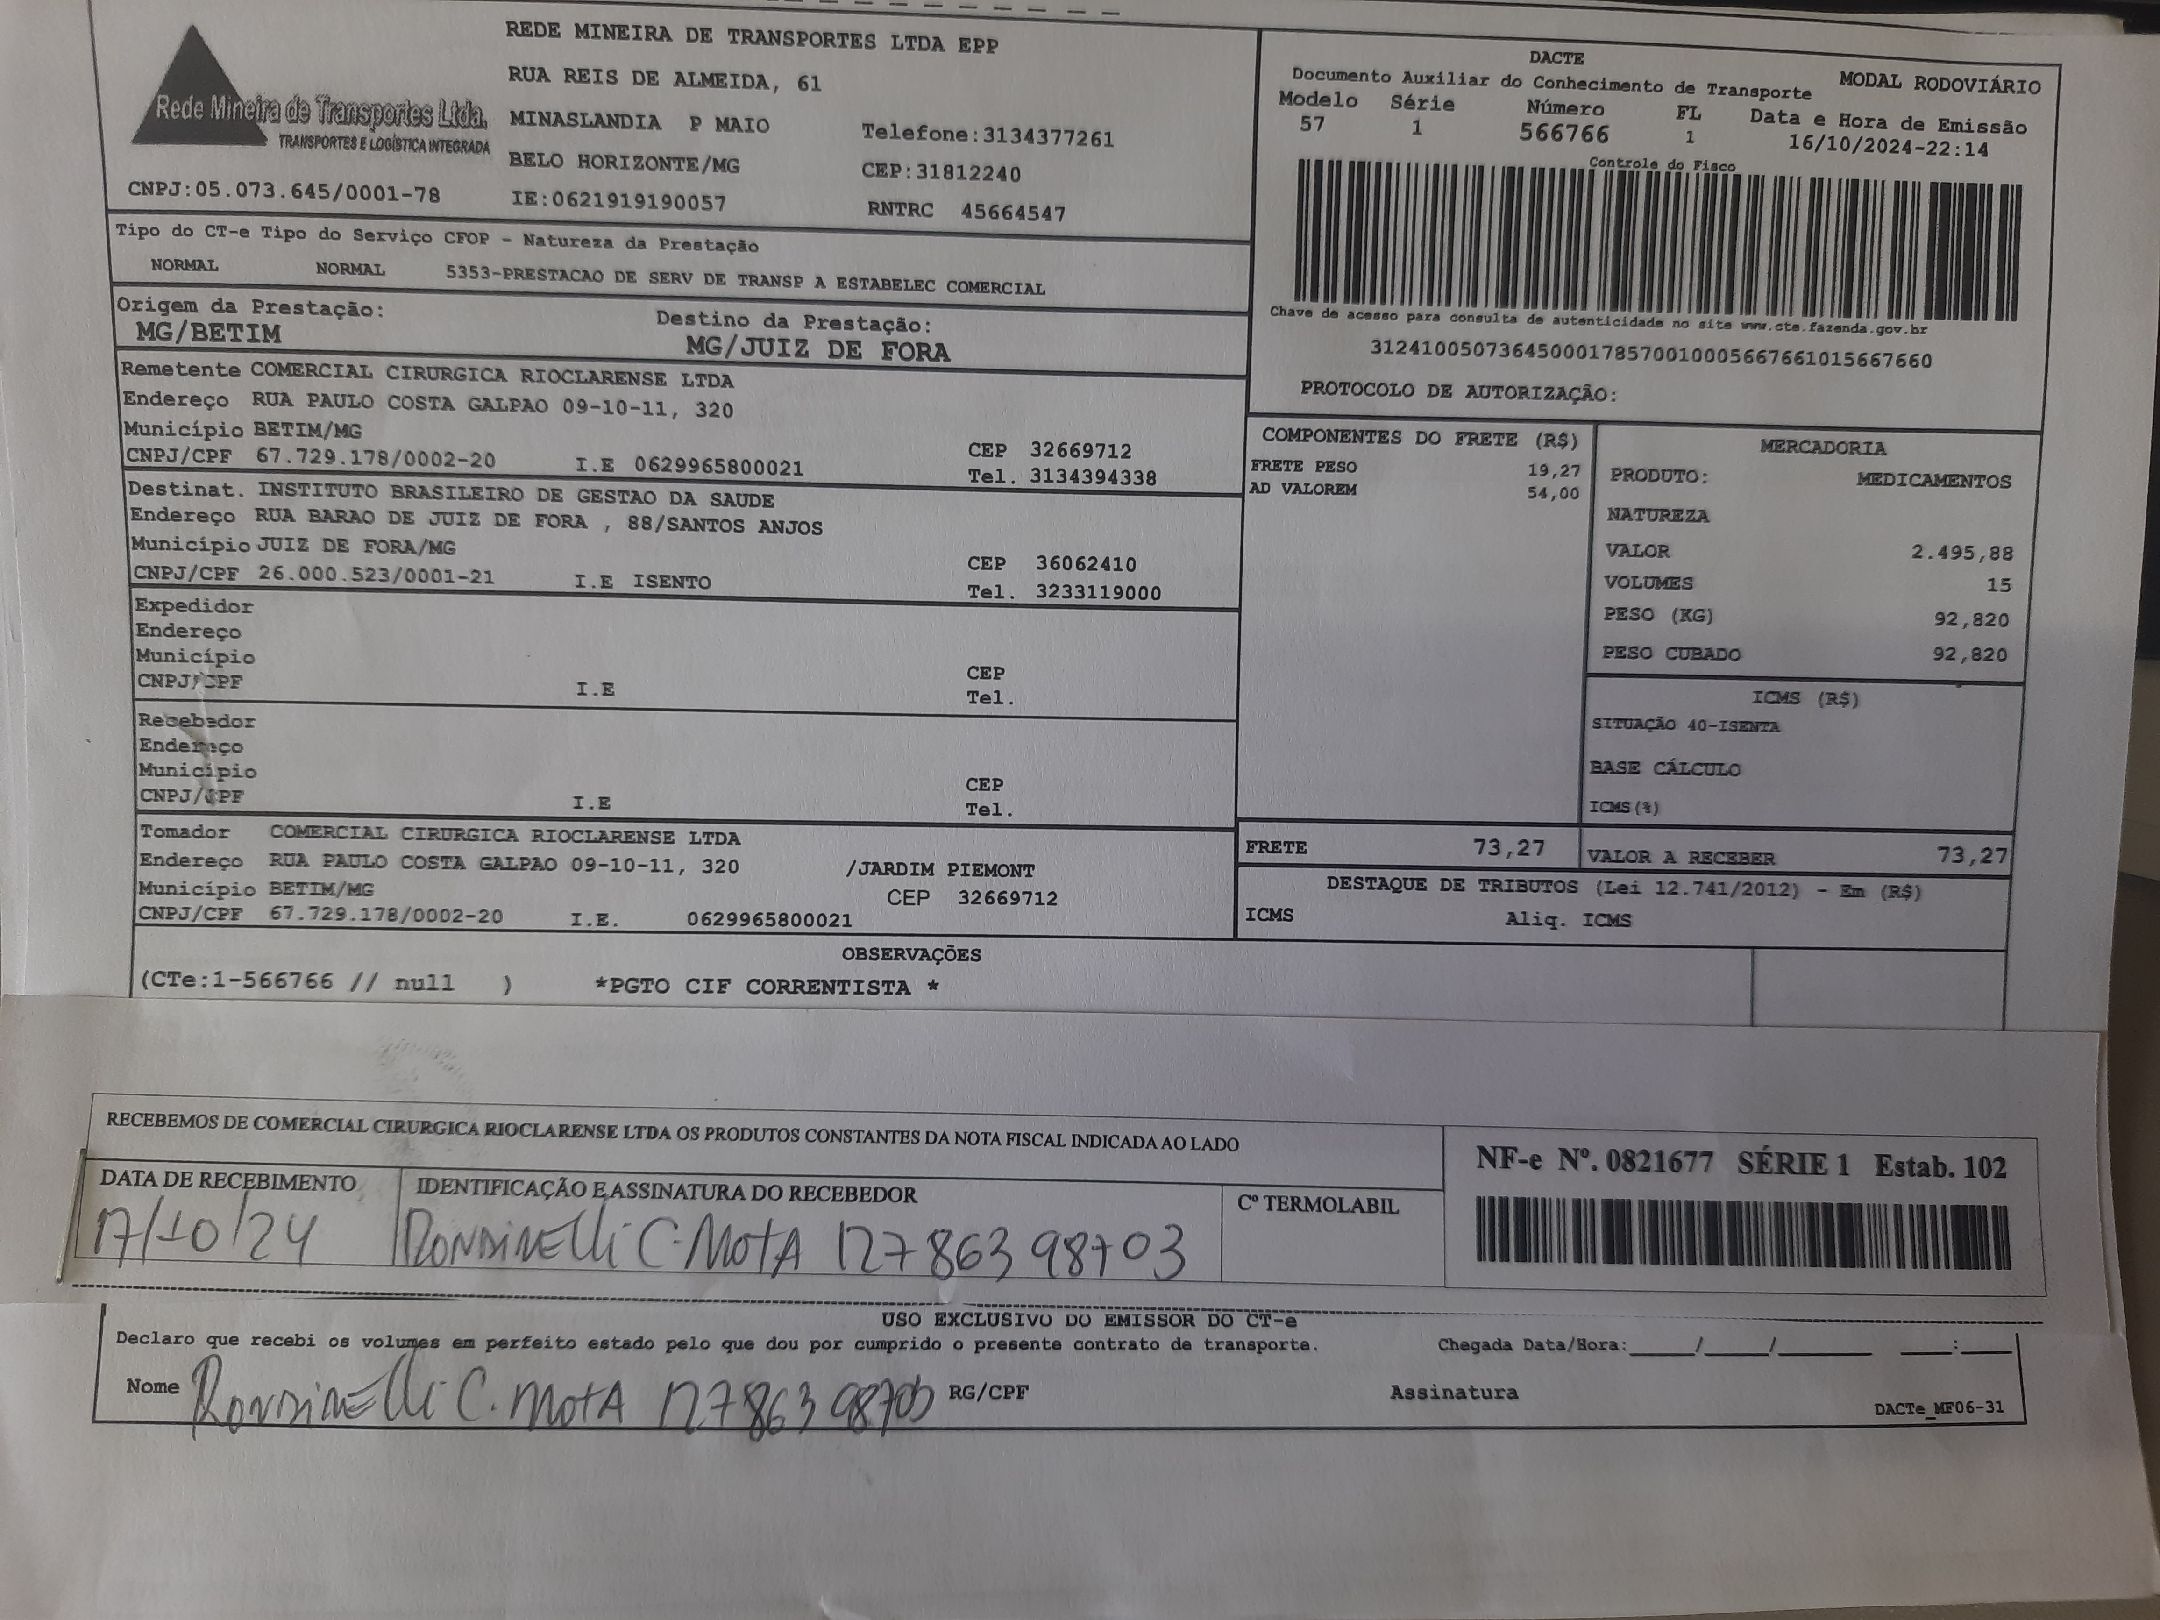 Rede Mineira de Transportes Ltda.
TRANSPORTES E LOGÍSTICA INTEGRADA
CNPJ:05.073.645/0001-78
REDE MINEIRA DE TRANSPORTES LTDA EPP
RUA REIS DE ALMEIDA, 61
MINASLANDIA P MAIO Telefone:3134377261
BELO HORIZONTE/MG CEP:31812240
IE:0621919190057 RNTRC 45664547
DACTE
Documento Auxiliar do Conhecimento de Transporte MODAL RODOVIÁRIO
Modelo Série Número FL Data e Hora de Emissão
57 1 566766 1 16/10/2024-22:14
Controle do Fisco
Chave de acesso para consulta de autenticidade no site www.cte.fazenda.gov.br
31241005073645000178570010005667661015667660
PROTOCOLO DE AUTORIZAÇÃO:
Tipo do CT-e Tipo do Serviço CFOP - Natureza da Prestação
NORMAL NORMAL 5353-PRESTACAO DE SERV DE TRANSP A ESTABELEC COMERCIAL
Origem da Prestação: Destino da Prestação:
MG/BETIM MG/JUIZ DE FORA
Remetente COMERCIAL CIRURGICA RIOCLARENSE LTDA
Endereço RUA PAULO COSTA GALPAO 09-10-11, 320
Município BETIM/MG CEP 32669712
CNPJ/CPF 67.729.178/0002-20 I.E 0629965800021 Tel. 3134394338
Destinat. INSTITUTO BRASILEIRO DE GESTAO DA SAUDE
Endereço RUA BARAO DE JUIZ DE FORA , 88/SANTOS ANJOS
Município JUIZ DE FORA/MG CEP 36062410
CNPJ/CPF 26.000.523/0001-21 I.E ISENTO Tel. 3233119000
Expedidor
Endereço
Município CEP
CNPJ/CPF I.E Tel.
Recebedor
Endereço
Município CEP
CNPJ/CPF I.E Tel.
Tomador COMERCIAL CIRURGICA RIOCLARENSE LTDA
Endereço RUA PAULO COSTA GALPAO 09-10-11, 320 /JARDIM PIEMONT
Município BETIM/MG CEP 32669712
CNPJ/CPF 67.729.178/0002-20 I.E. 0629965800021
COMPONENTES DO FRETE (R$)
FRETE PESO 19,27
AD VALOREM 54,00
MERCADORIA
PRODUTO: MEDICAMENTOS
NATUREZA
VALOR 2.495,88
VOLUMES 15
PESO (KG) 92,820
PESO CUBADO 92,820
ICMS (R$)
SITUAÇÃO 40-ISENTA
BASE CÁLCULO
ICMS(%)
FRETE 73,27 VALOR A RECEBER 73,27
DESTAQUE DE TRIBUTOS (Lei 12.741/2012) - Em (R$)
ICMS Aliq. ICMS
OBSERVAÇÕES
(CTe:1-566766 // null ) *PGTO CIF CORRENTISTA *
RECEBEMOS DE COMERCIAL CIRURGICA RIOCLARENSE LTDA OS PRODUTOS CONSTANTES DA NOTA FISCAL INDICADA AO LADO
NF-e Nº. 0821677 SÉRIE 1 Estab. 102
DATA DE RECEBIMENTO IDENTIFICAÇÃO E ASSINATURA DO RECEBEDOR Cº TERMOLABIL
17/10/24 RONDINELLI C. MOTA 12786398703
USO EXCLUSIVO DO EMISSOR DO CT-e
Declaro que recebi os volumes em perfeito estado pelo que dou por cumprido o presente contrato de transporte. Chegada Data/Hora:____/____/______ ___:___
Nome RONDINELLI C. MOTA 12786398703 RG/CPF Assinatura
DACTe_MF06-31